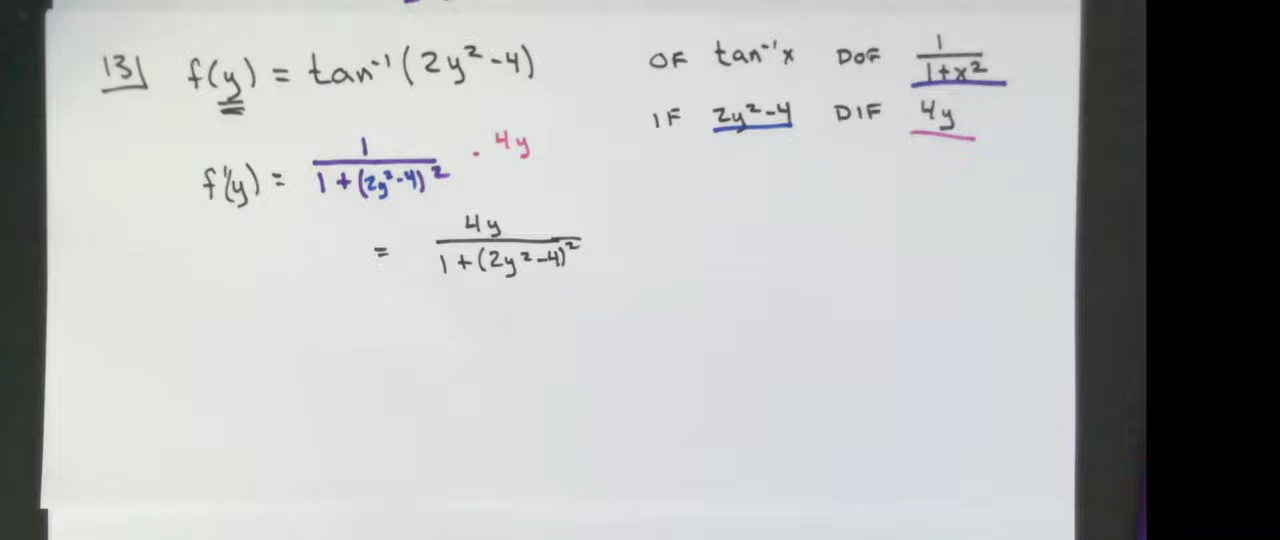 13) f(y) = tan⁻¹(2y² - 4)
OF tan⁻¹x DOF 1/(1+x²)
IF 2y²-4 DIF 4y
f'(y) = 1/(1+(2y²-4)²) · 4y
= 4y/(1+(2y²-4)²)